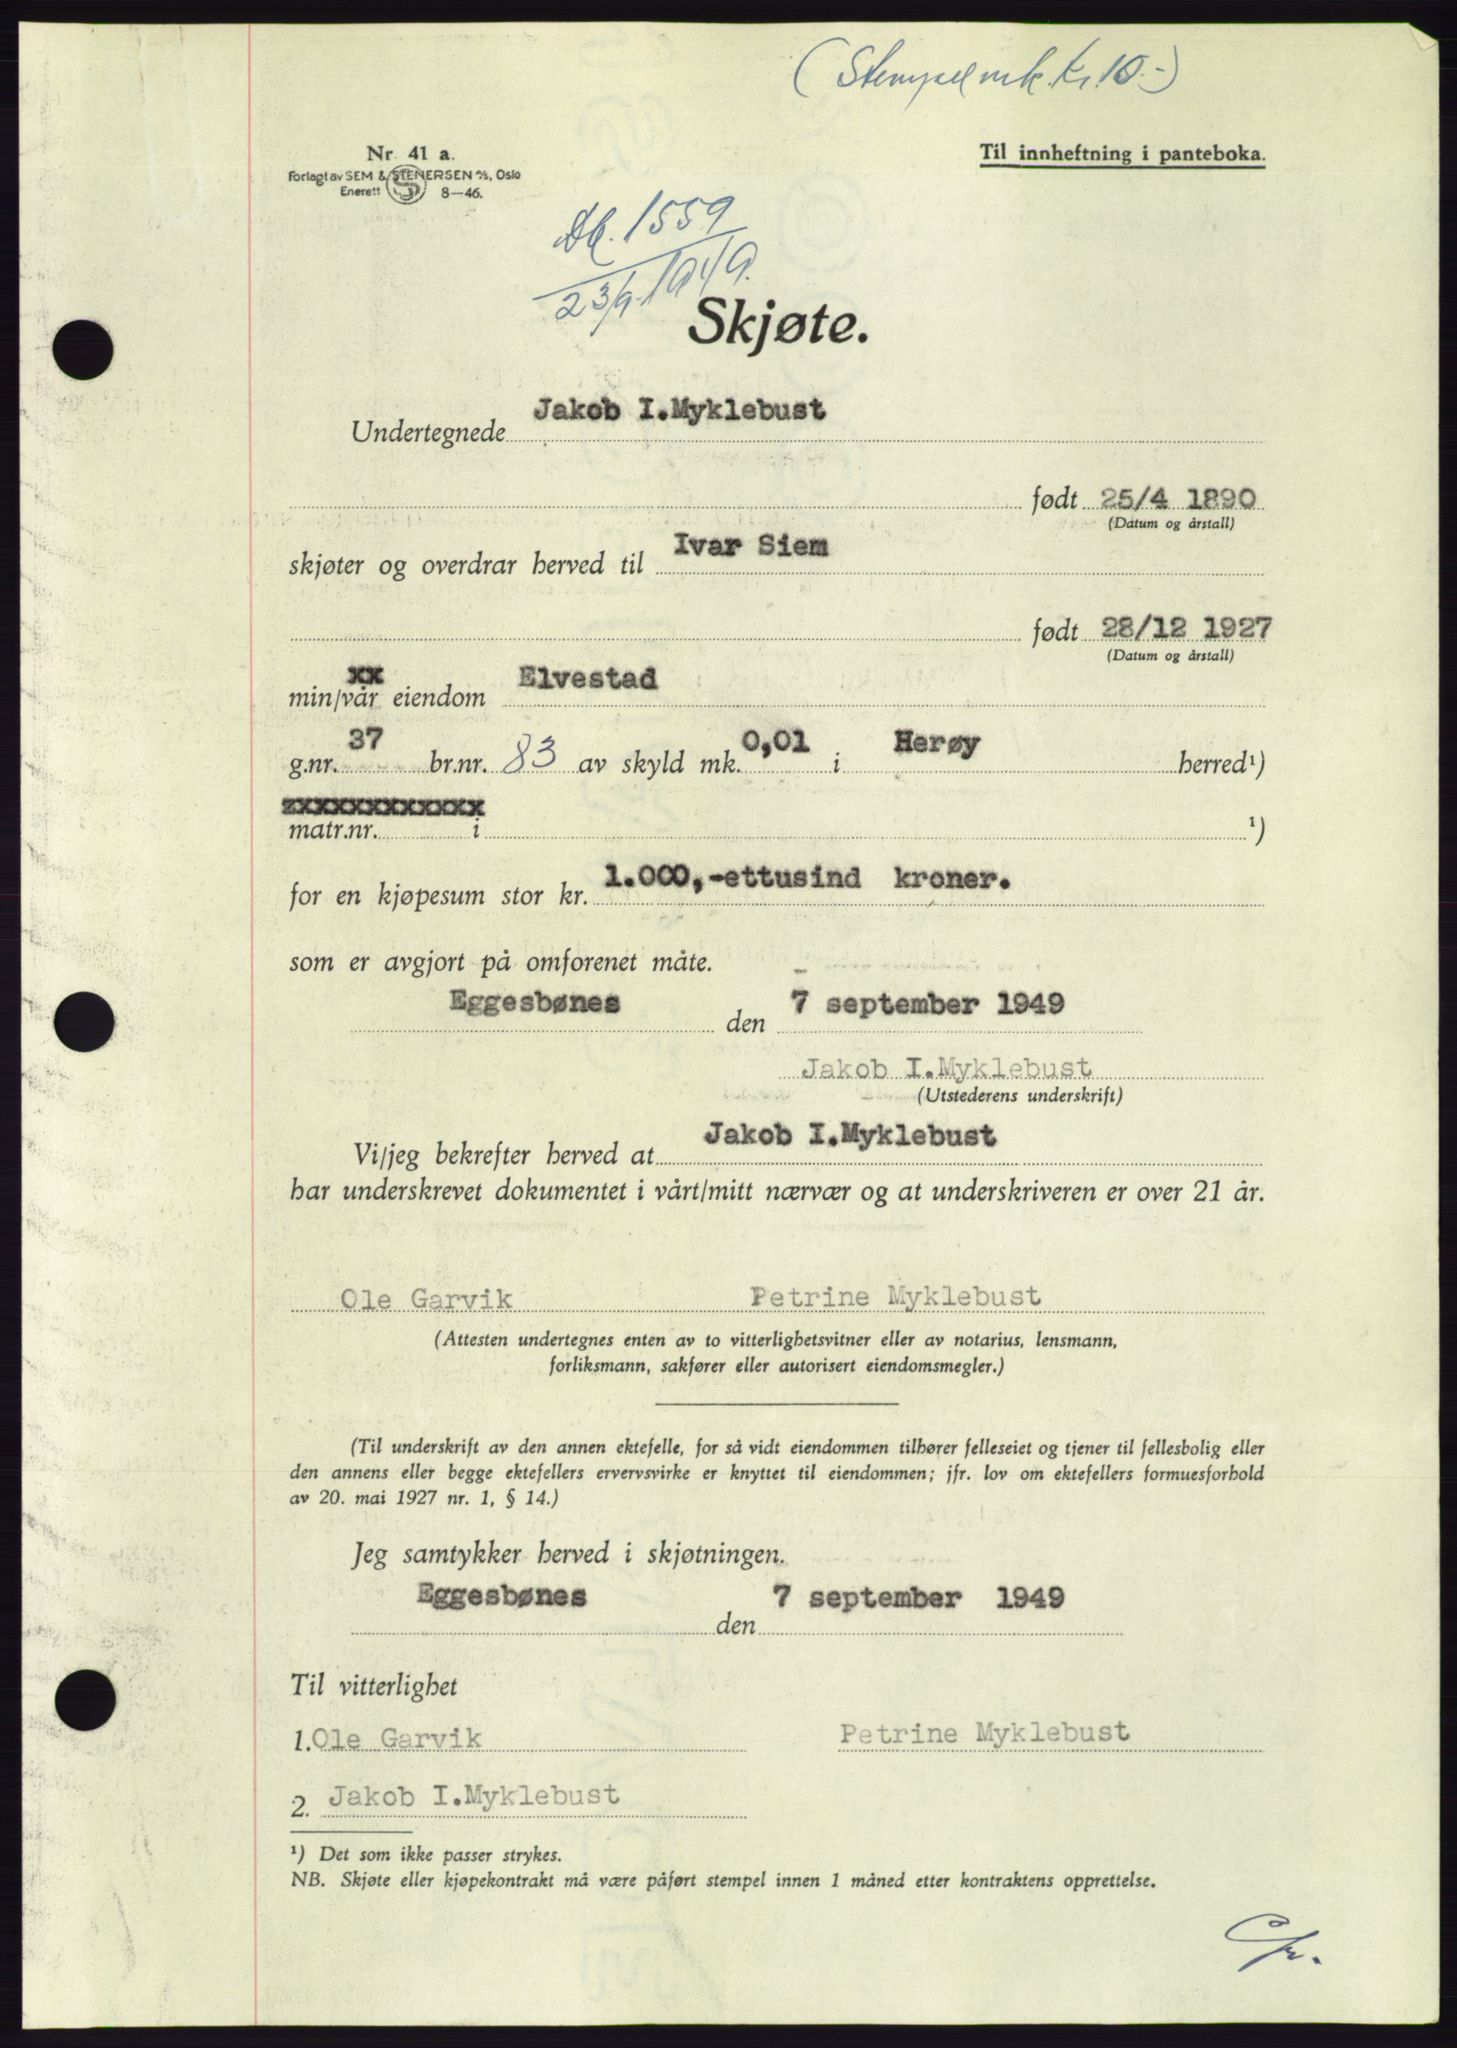 (Stempelmk. kr. 10.-)
Nr. 41 a.
Til innheftning i panteboka.
Forlagt av SEM & STENERSEN A/S, Oslo
Enerett S 8—46.
Db. 1559
23/9. 1949.
Skjøte.
Undertegnede Jakob I.Myklebust
født 25/4 1890
(Datum og årstall)
skjøter og overdrar herved til Ivar Siem
født 28/12 1927
(Datum og årstall)
xx
min/vår eiendom Elvestad
g.nr. 37 br.nr. 83 av skyld mk. 0,01 i Herøy herred¹)
zxxxxxxxxxxxxx
matr.nr. i ¹)
for en kjøpesum stor kr. 1.000,-ettusind kroner.
som er avgjort på omforenet måte.
Eggesbønes den 7 september 1949
Jakob I.Myklebust
(Utstederens underskrift)
Vi/jeg bekrefter herved at Jakob I.Myklebust
har underskrevet dokumentet i vårt/mitt nærvær og at underskriveren er over 21 år.
Ole Garvik Petrine Myklebust
(Attesten undertegnes enten av to vitterlighetsvitner eller av notarius, lensmann,
forliksmann, sakfører eller autorisert eiendomsmegler.)
(Til underskrift av den annen ektefelle, for så vidt eiendommen tilhører felleseiet og tjener til fellesbolig eller
den annens eller begge ektefellers ervervsvirke er knyttet til eiendommen; jfr. lov om ektefellers formuesforhold
av 20. mai 1927 nr. 1, § 14.)
Jeg samtykker herved i skjøtningen.
Eggesbønes den 7 september 1949
Til vitterlighet
1. Ole Garvik Petrine Myklebust
2. Jakob I.Myklebust
¹) Det som ikke passer strykes.
NB. Skjøte eller kjøpekontrakt må være påført stempel innen 1 måned etter kontraktens opprettelse.